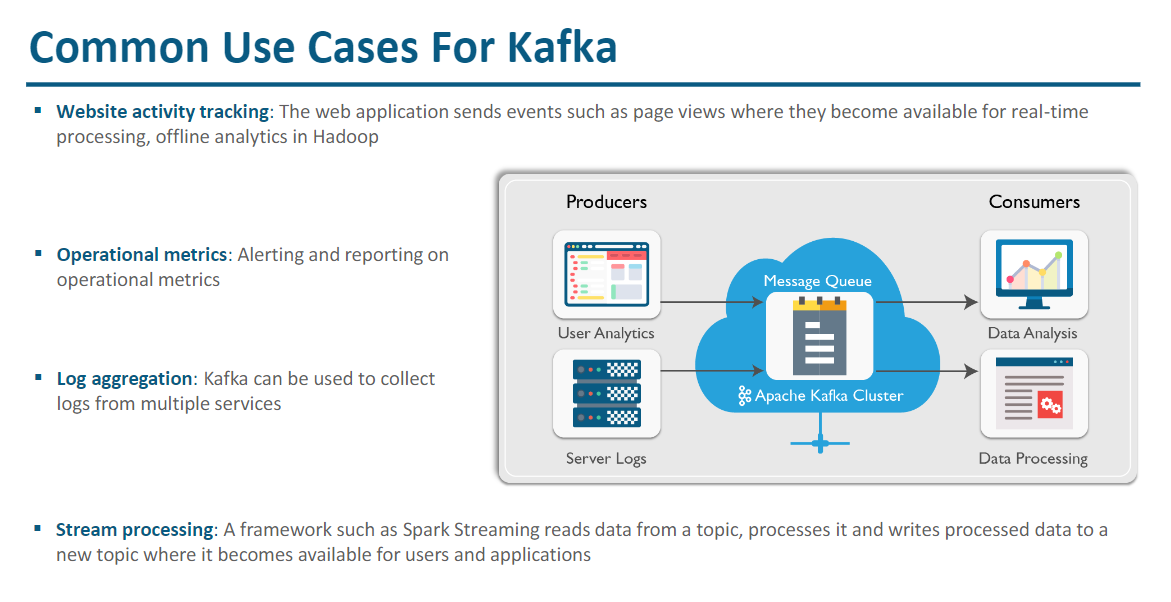 Common Use Cases For Kafka
▪ Website activity tracking: The web application sends events such as page views where they become available for real-time
processing, offline analytics in Hadoop
▪ Operational metrics: Alerting and reporting on
operational metrics
▪ Log aggregation: Kafka can be used to collect
logs from multiple services
Producers
Consumers
Message Queue
User Analytics
Data Analysis
Apache Kafka Cluster
Server Logs
Data Processing
▪ Stream processing: A framework such as Spark Streaming reads data from a topic, processes it and writes processed data to a
new topic where it becomes available for users and applications